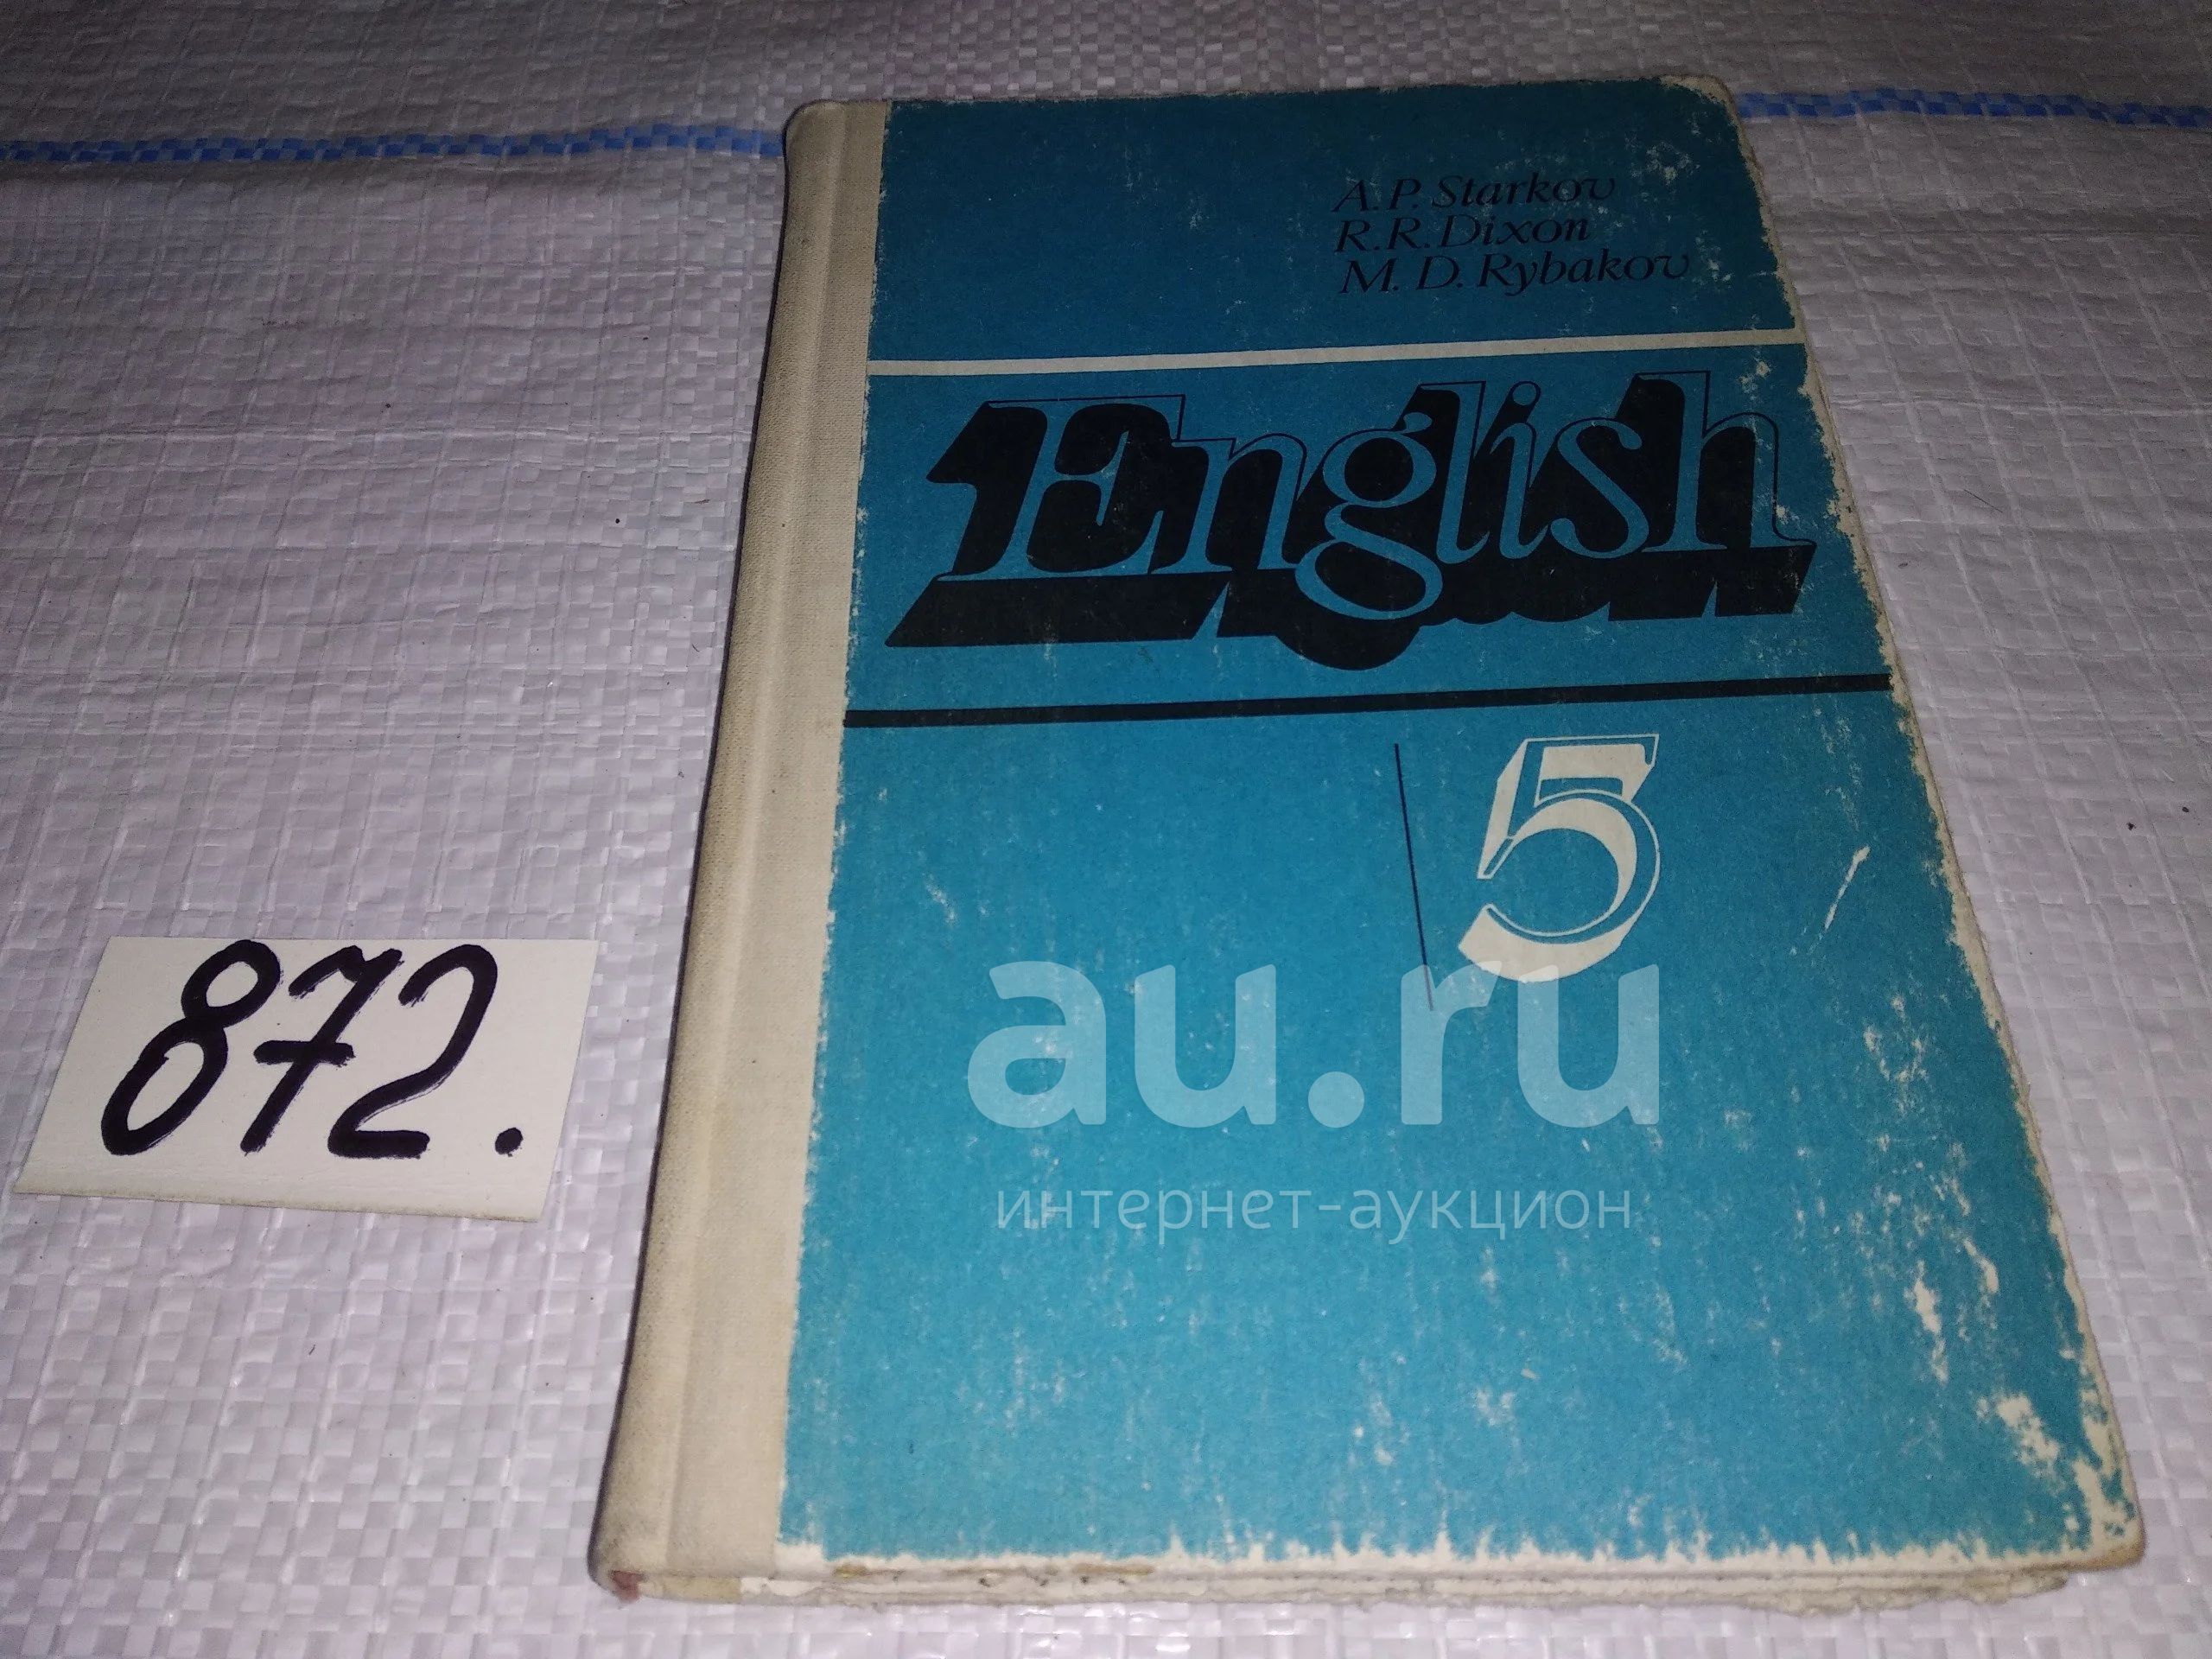 A.P. Starkov
R.R. Dixon
M.D. Rybakov
English
5
872.
au.ru
интернет-аукцион